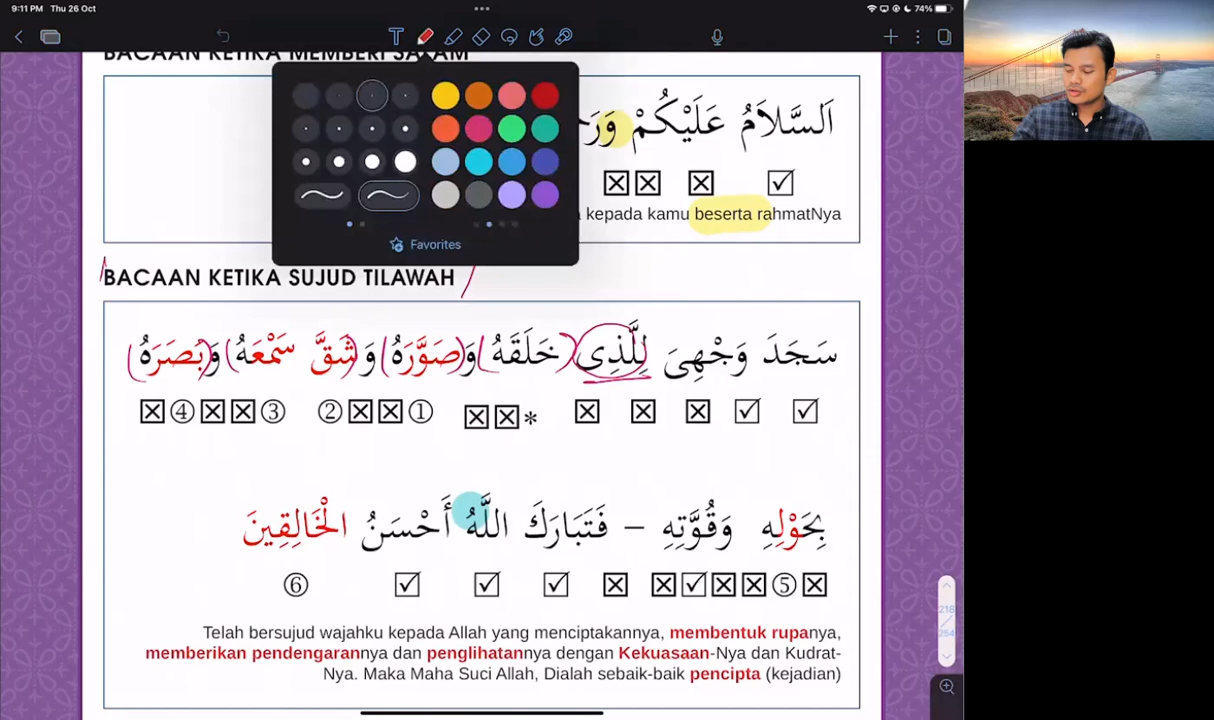 9:11 PM Thu 26 Oct
74%
BACAAN KETIKA MEMBERI SALAM
اَلسَّلاَمُ عَلَيْكُمْ وَرَ
☒☒ ☒ ☑
kepada kamu beserta rahmatNya
Favorites
BACAAN KETIKA SUJUD TILAWAH
سَجَدَ وَجْهِىَ لِلَّذِى خَلَقَهُ وَصَوَّرَهُ وَ شَقَّ سَمْعَهُ وَبَصَرَهُ
☒④☒☒③ ②☒☒① ☒☒* ☒ ☒ ☒ ☑ ☑
بِحَوْلِهِ وَقُوَّتِهِ – فَتَبَارَكَ اللَّهُ أَحْسَنُ الْخَالِقِينَ
⑥ ☑ ☑ ☑ ☒ ☒☑☒☒⑤☒
Telah bersujud wajahku kepada Allah yang menciptakannya, membentuk rupanya,
memberikan pendengarannya dan penglihatannya dengan Kekuasaan-Nya dan Kudrat-
Nya. Maka Maha Suci Allah, Dialah sebaik-baik pencipta (kejadian)
218
254